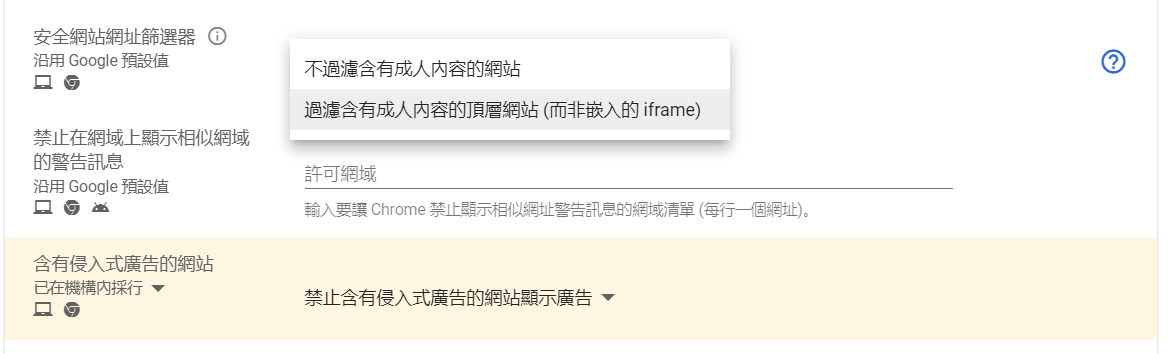 安全網站網址篩選器
沿用 Google 預設值
不過濾含有成人內容的網站
過濾含有成人內容的頂層網站 (而非嵌入的 iframe)
禁止在網域上顯示相似網域
的警告訊息
沿用 Google 預設值
許可網域
輸入要讓 Chrome 禁止顯示相似網址警告訊息的網域清單 (每行一個網址)。
含有侵入式廣告的網站
已在機構內採行
禁止含有侵入式廣告的網站顯示廣告